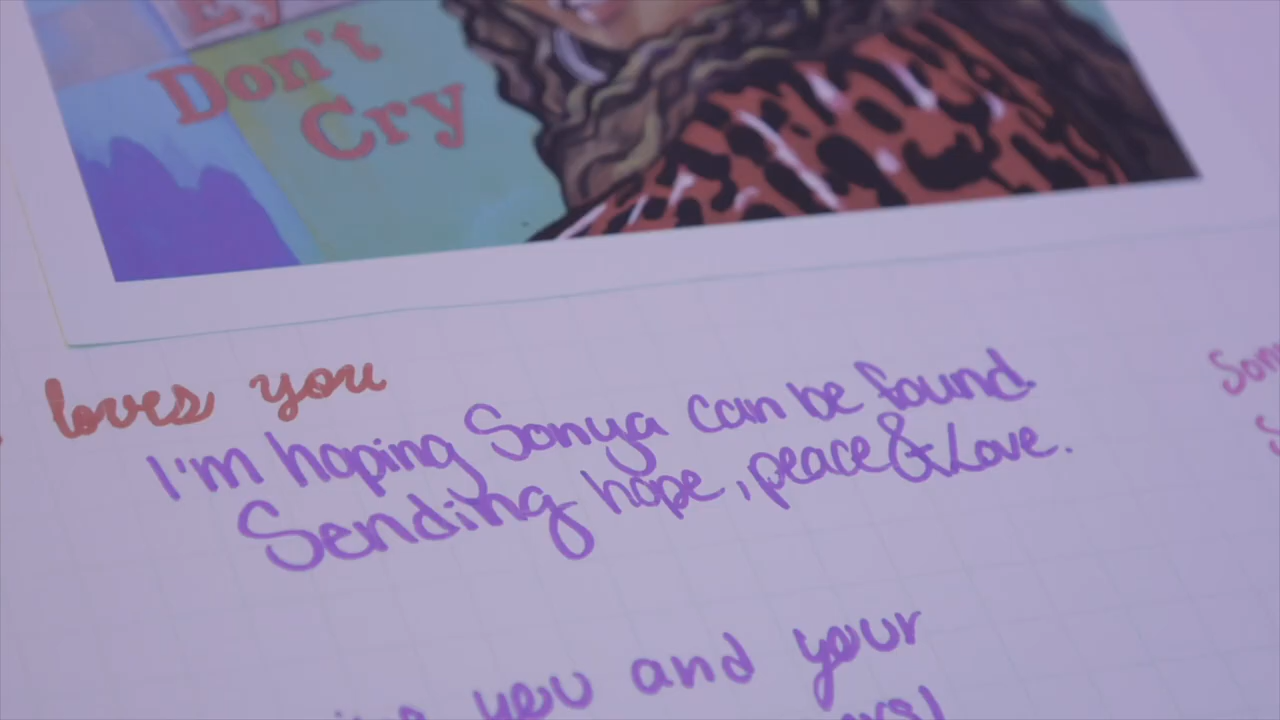 Don't
Cry
loves you
I'm hoping Sonya can be found.
Sending hope, peace & Love.
you and your